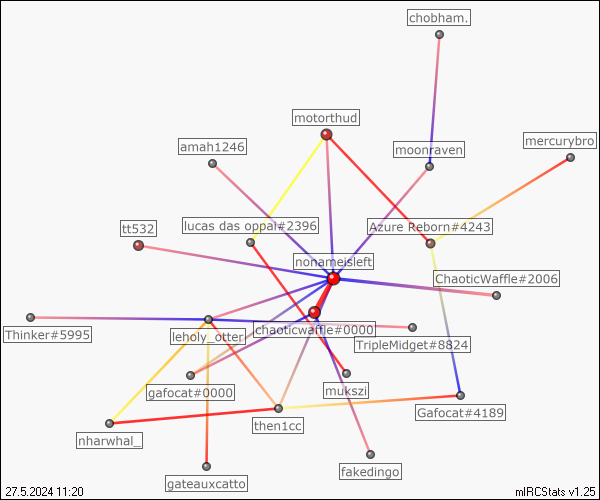 chobham.
motorthud
amah1246
moonraven
mercurybro
tt532
lucas das oppai#2396
Azure Reborn#4243
nonameisleft
ChaoticWaffle#2006
Thinker#5995
leholy_otter
chaoticwaffle#0000
TripleMidget#8824
gafocat#0000
mukszi
Gafocat#4189
then1cc
nharwhal_
gateauxcatto
fakedingo
27.5.2024 11:20
mIRCStats v1.25